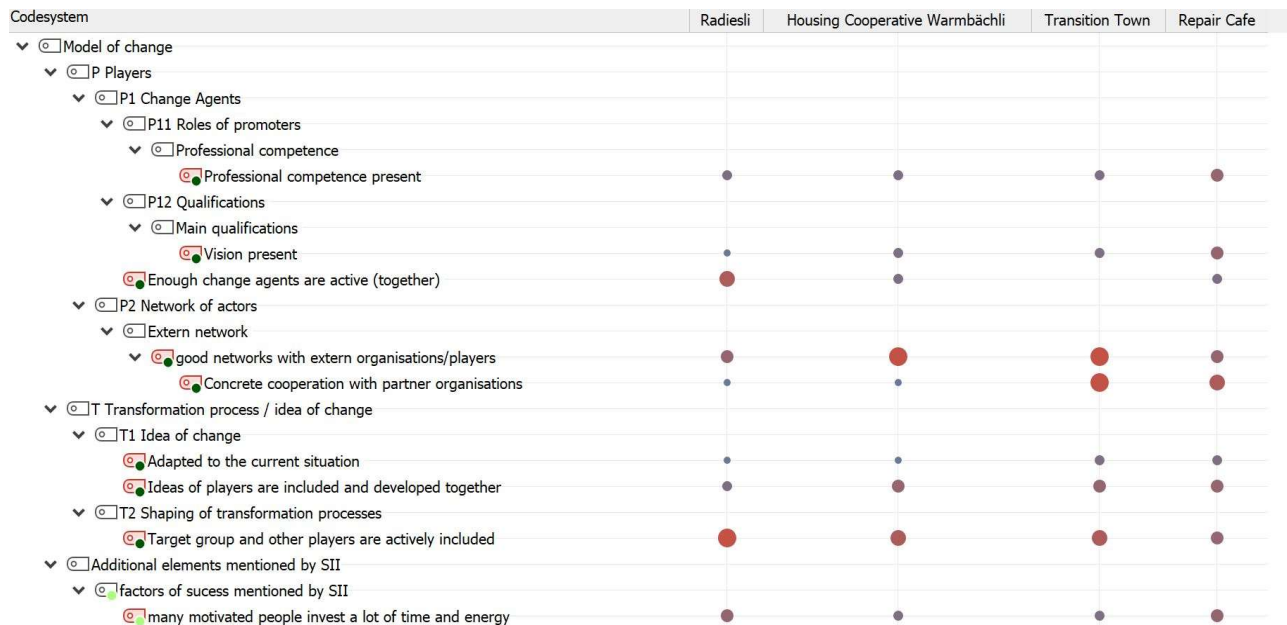 Codesystem Radiesli Housing Cooperative Warmbächli Transition Town Repair Cafe
Model of change
P Players
P1 Change Agents
P11 Roles of promoters
Professional competence
Professional competence present
P12 Qualifications
Main qualifications
Vision present
Enough change agents are active (together)
P2 Network of actors
Extern network
good networks with extern organisations/players
Concrete cooperation with partner organisations
T Transformation process / idea of change
T1 Idea of change
Adapted to the current situation
Ideas of players are included and developed together
T2 Shaping of transformation processes
Target group and other players are actively included
Additional elements mentioned by SII
factors of sucess mentioned by SII
many motivated people invest a lot of time and energy